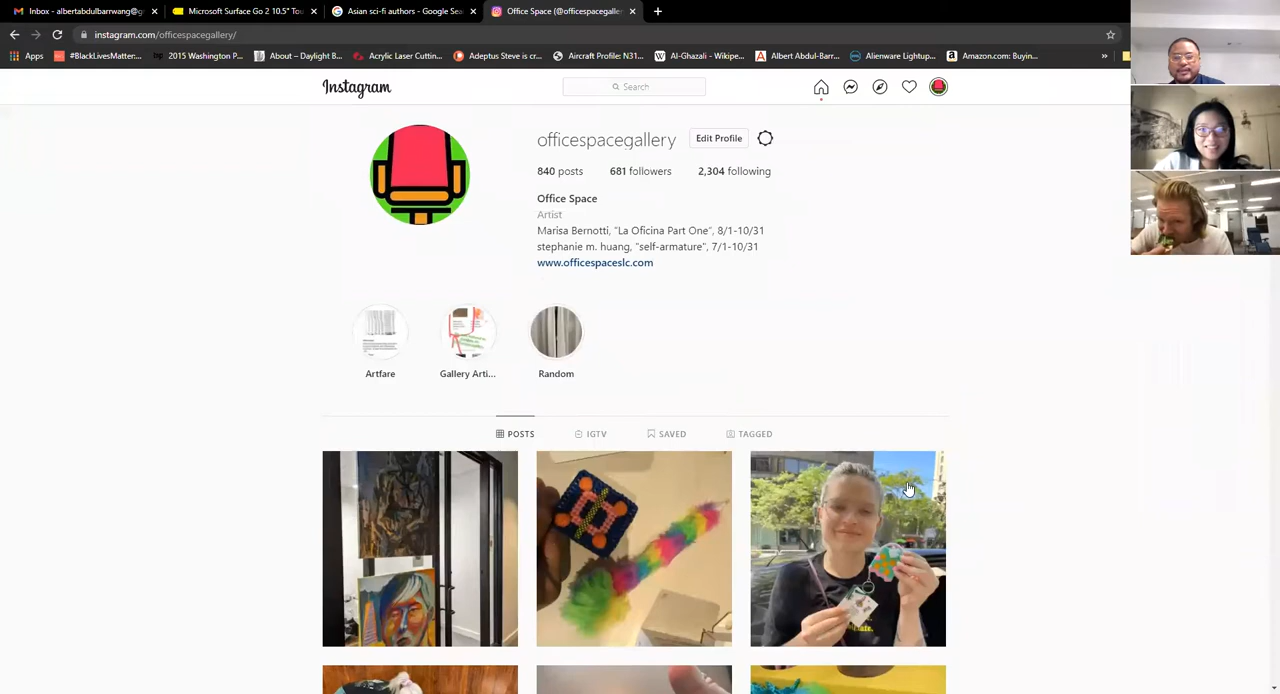 Inbox - albertabdulbarrwang@gr
Microsoft Surface Go 2 10.5" Tou
Asian sci-fi authors - Google Sea
Office Space (@officespacegallery
instagram.com/officespacegallery/
Apps
#BlackLivesMatter:...
2015 Washington P...
About — Daylight B...
Acrylic Laser Cuttin...
Adeptus Steve is cr...
Aircraft Profile: N31...
Al-Ghazali - Wikipe...
Albert Abdul-Barr...
Alienware Lightup...
Amazon.com: Buyin...
Instagram
Search
officespacegallery
Edit Profile
840 posts 681 followers 2,304 following
Office Space
Artist
Marisa Bernotti, "La Oficina Part One", 8/1-10/31
stephanie m. huang, "self-armature", 7/1-10/31
www.officespaceslc.com
Artfare
Gallery Arti...
Random
POSTS
IGTV
SAVED
TAGGED